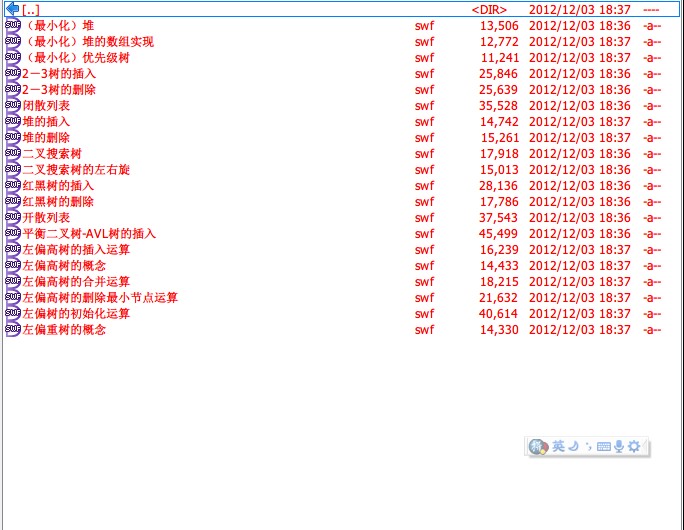 [..] <DIR> 2012/12/03 18:37 ----
（最小化）堆 swf 13,506 2012/12/03 18:37 -a--
（最小化）堆的数组实现 swf 12,772 2012/12/03 18:37 -a--
（最小化）优先级树 swf 11,241 2012/12/03 18:37 -a--
2－3树的插入 swf 25,846 2012/12/03 18:36 -a--
2－3树的删除 swf 25,639 2012/12/03 18:36 -a--
闭散列表 swf 35,528 2012/12/03 18:36 -a--
堆的插入 swf 14,742 2012/12/03 18:37 -a--
堆的删除 swf 15,261 2012/12/03 18:37 -a--
二叉搜索树 swf 17,918 2012/12/03 18:36 -a--
二叉搜索树的左右旋 swf 15,013 2012/12/03 18:36 -a--
红黑树的插入 swf 28,136 2012/12/03 18:36 -a--
红黑树的删除 swf 17,786 2012/12/03 18:36 -a--
开散列表 swf 37,543 2012/12/03 18:36 -a--
平衡二叉树-AVL树的插入 swf 45,499 2012/12/03 18:36 -a--
左偏高树的插入运算 swf 16,239 2012/12/03 18:37 -a--
左偏高树的概念 swf 14,433 2012/12/03 18:37 -a--
左偏高树的合并运算 swf 18,215 2012/12/03 18:37 -a--
左偏高树的删除最小节点运算 swf 21,632 2012/12/03 18:37 -a--
左偏树的初始化运算 swf 40,614 2012/12/03 18:37 -a--
左偏重树的概念 swf 14,330 2012/12/03 18:37 -a--
英